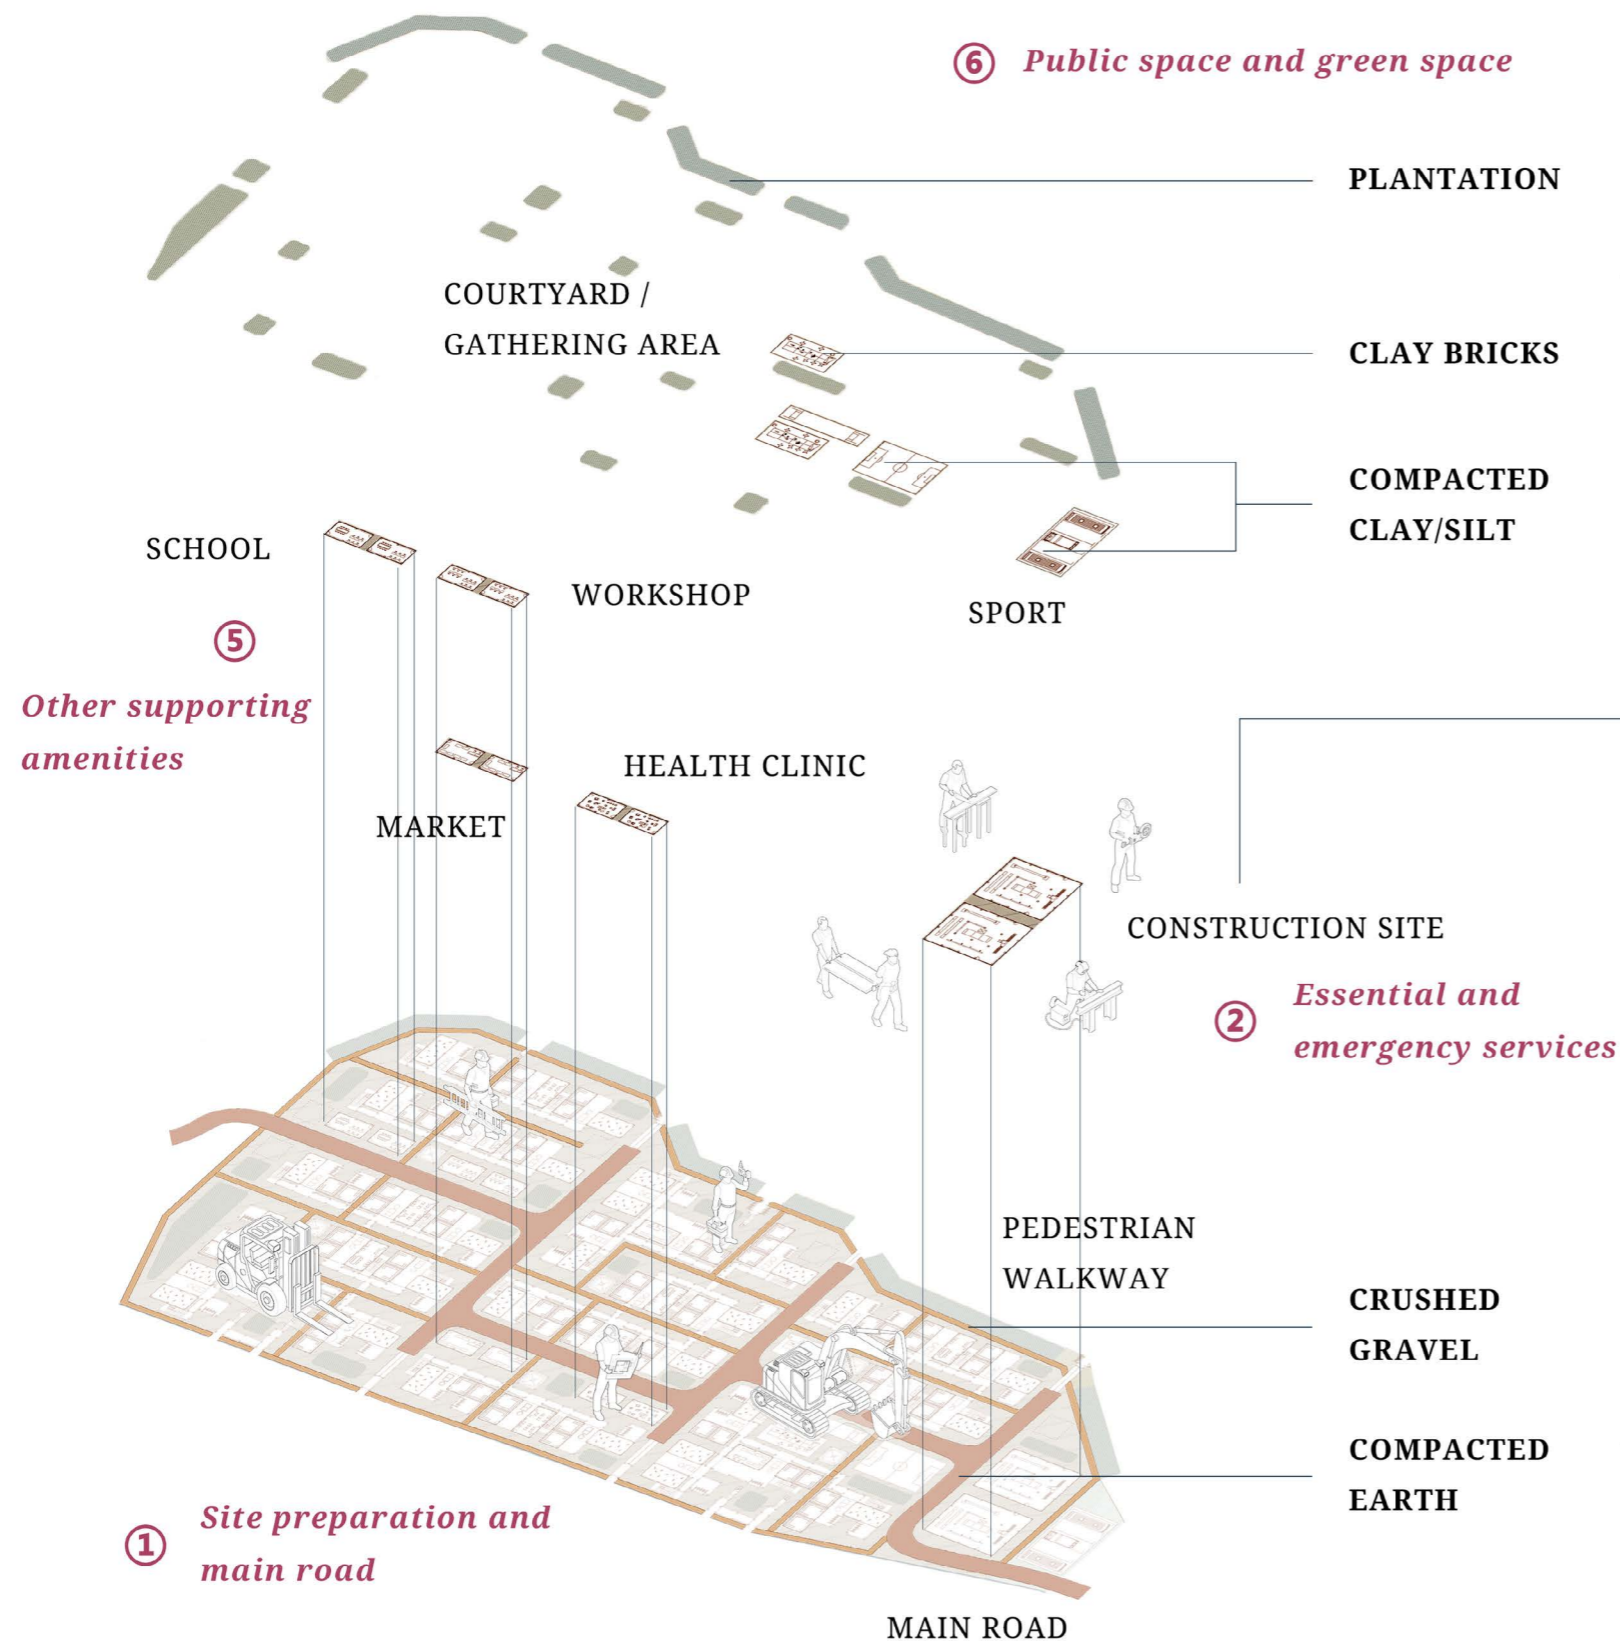 ⑥ Public space and green space
PLANTATION
COURTYARD /
GATHERING AREA
CLAY BRICKS
COMPACTED
CLAY/SILT
SCHOOL
WORKSHOP
SPORT
⑤
Other supporting
amenities
HEALTH CLINIC
MARKET
CONSTRUCTION SITE
② Essential and
emergency services
PEDESTRIAN
WALKWAY
CRUSHED
GRAVEL
COMPACTED
EARTH
① Site preparation and
main road
MAIN ROAD